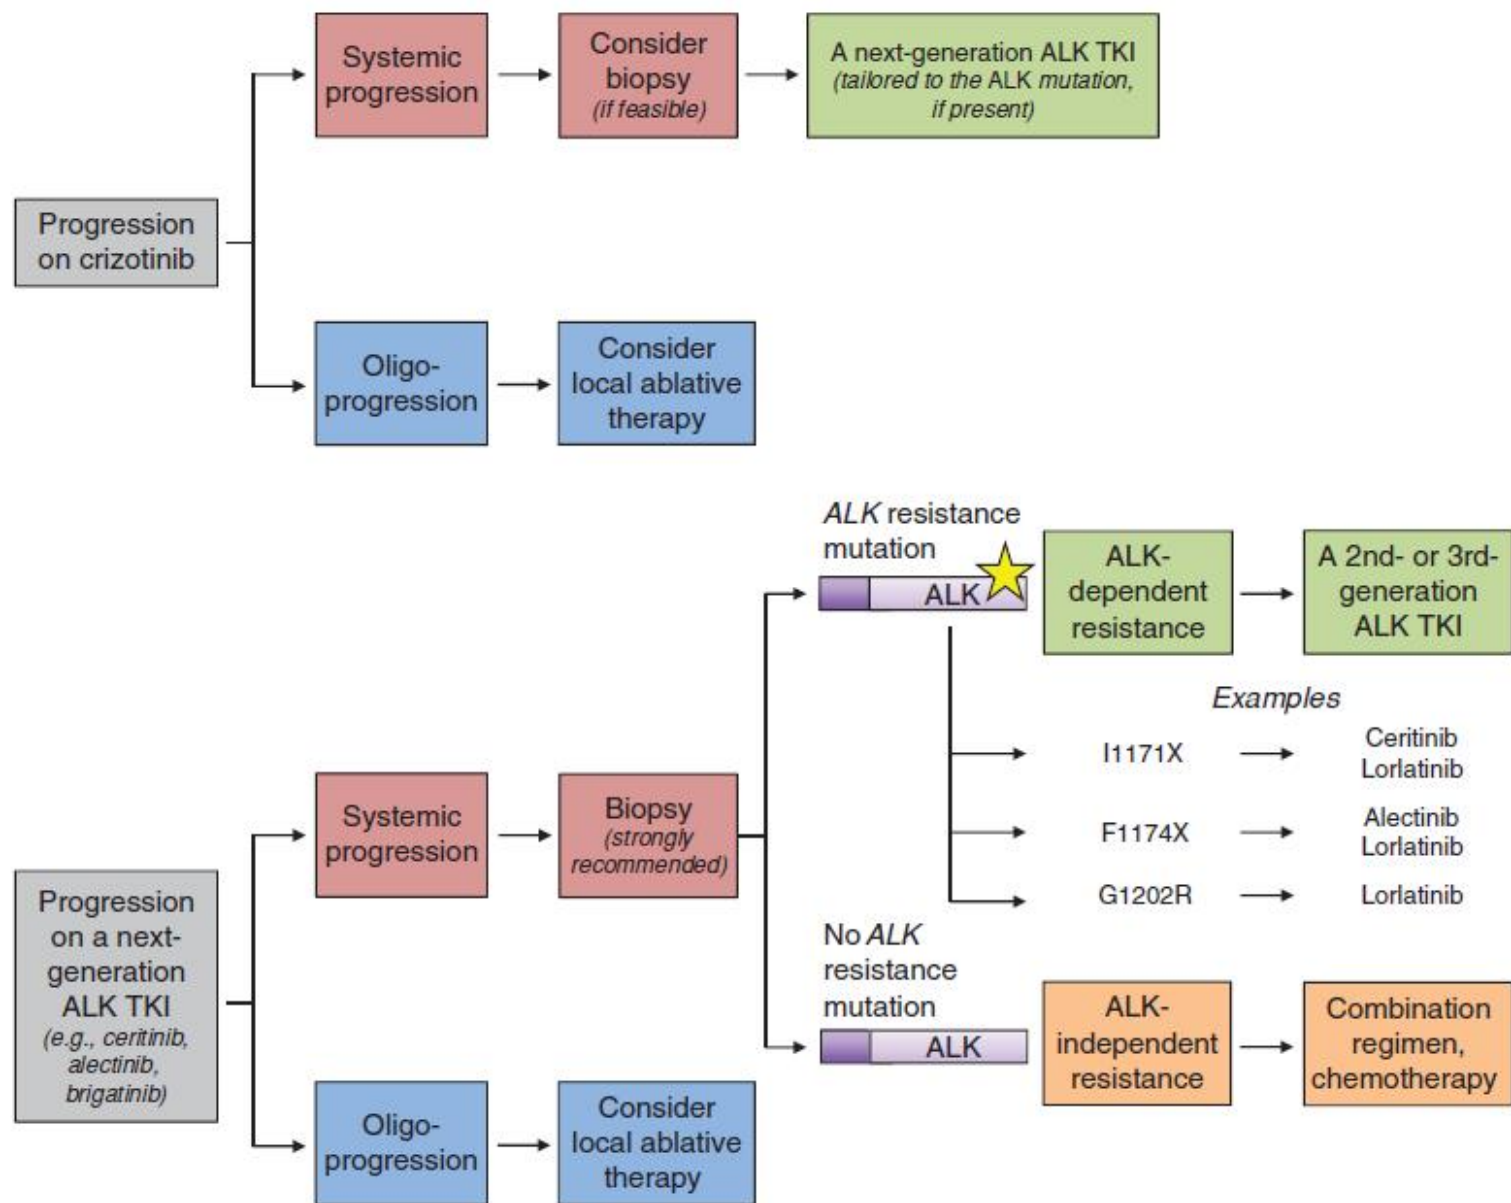 Systemic
progression
Consider
biopsy
(if feasible)
A next-generation ALK TKI
(tailored to the ALK mutation,
if present)
Progression
on crizotinib
Oligo-
progression
Consider
local ablative
therapy
ALK resistance
mutation
ALK
ALK-
dependent
resistance
A 2nd- or 3rd-
generation
ALK TKI
Examples
I1171X
Ceritinib
Lorlatinib
F1174X
Alectinib
Lorlatinib
G1202R
Lorlatinib
Systemic
progression
Biopsy
(strongly
recommended)
Progression
on a next-
generation
ALK TKI
(e.g., ceritinib,
alectinib,
brigatinib)
No ALK
resistance
mutation
ALK
ALK-
independent
resistance
Combination
regimen,
chemotherapy
Oligo-
progression
Consider
local ablative
therapy